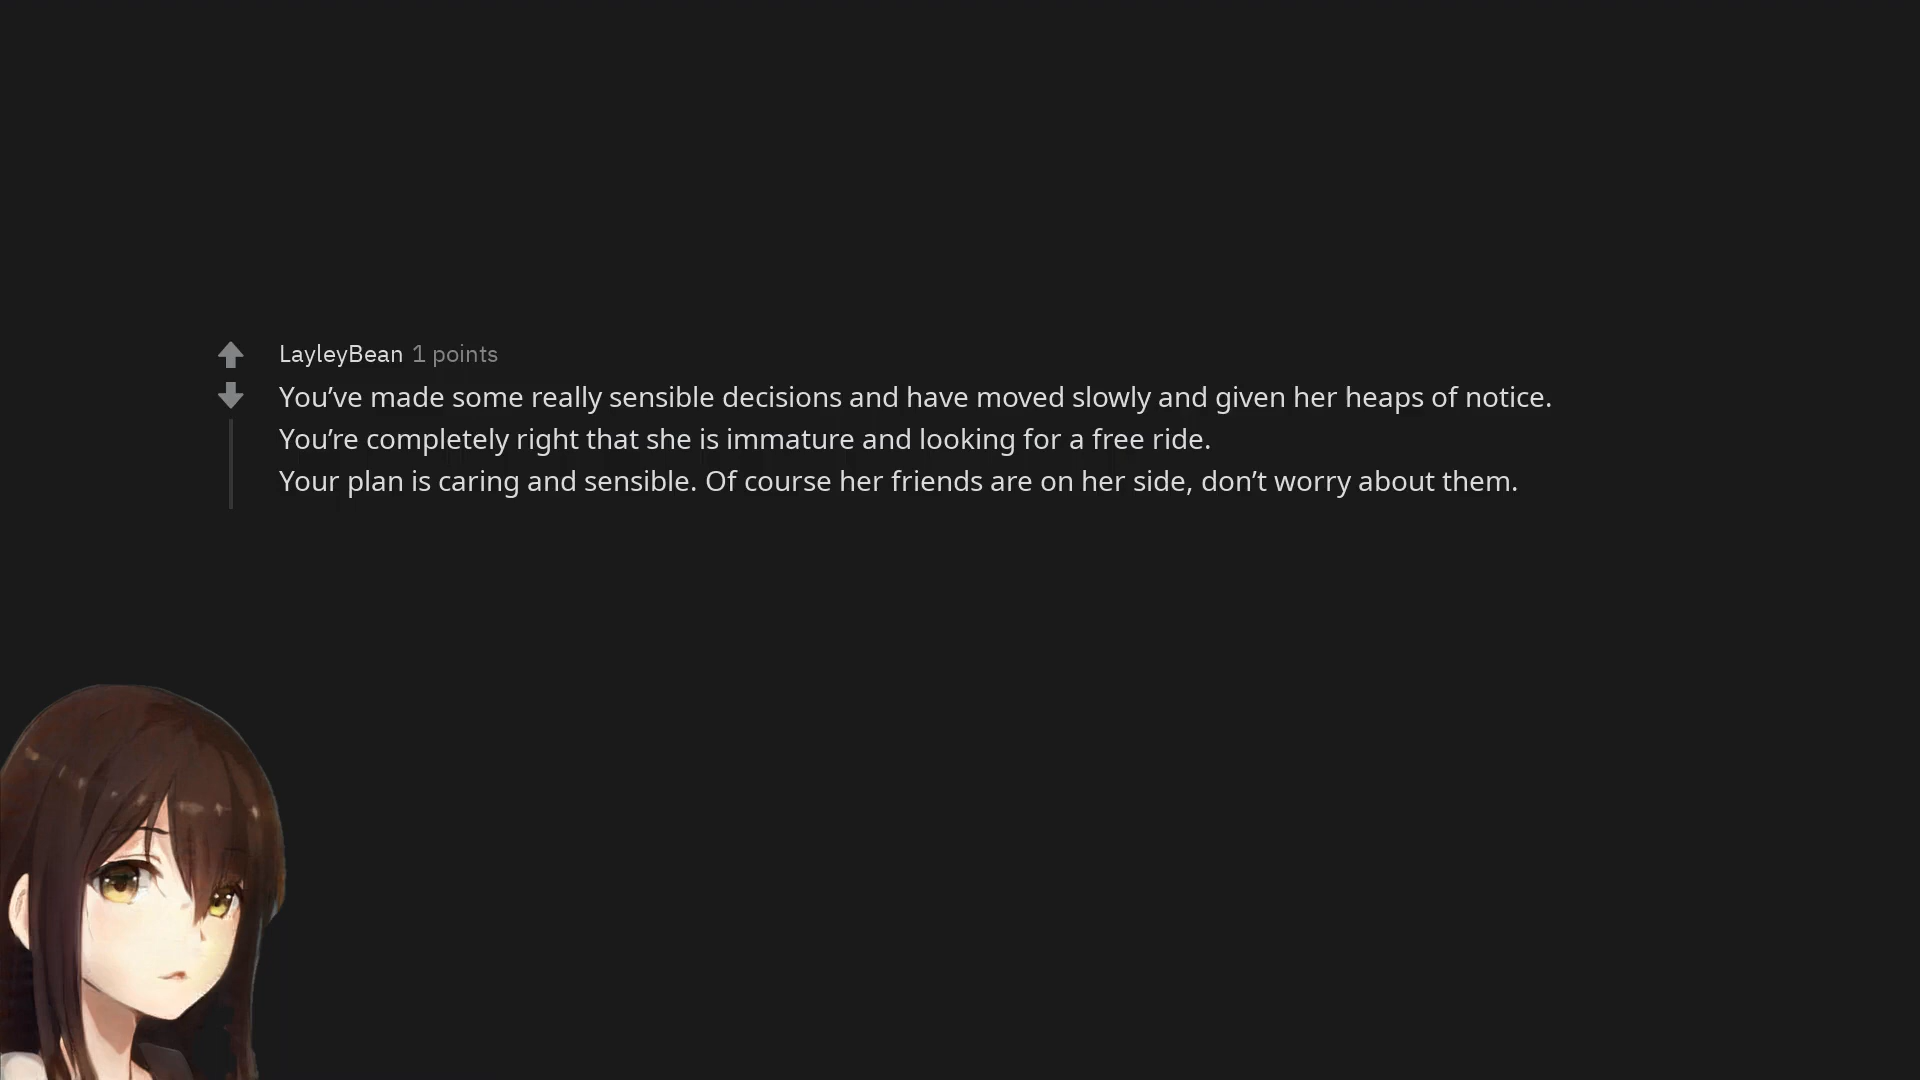 LayleyBean 1 points
You’ve made some really sensible decisions and have moved slowly and given her heaps of notice.
You’re completely right that she is immature and looking for a free ride.
Your plan is caring and sensible. Of course her friends are on her side, don’t worry about them.